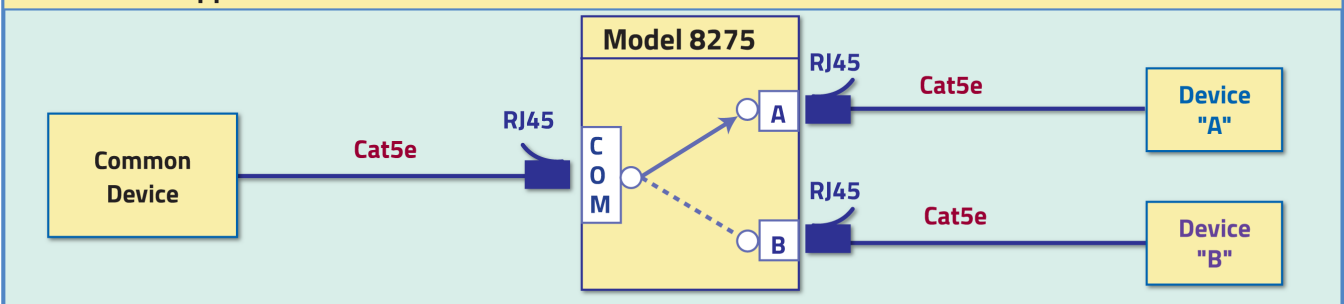 Model 8275
RJ45
Cat5e
Device
"A"
A
RJ45
Cat5e
Common
Device
C
O
M
RJ45
Cat5e
Device
"B"
B